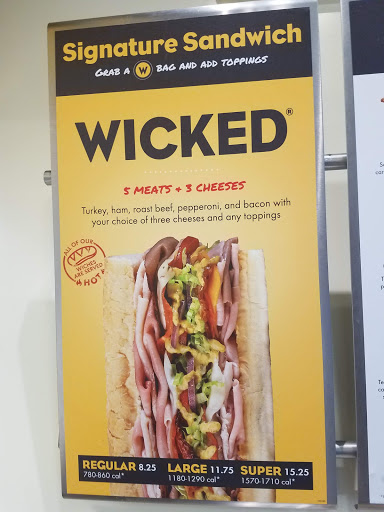 Signature Sandwich
GRAB A W BAG AND ADD TOPPINGS
WICKED®
5 MEATS + 3 CHEESES
Turkey, ham, roast beef, pepperoni, and bacon with
your choice of three cheeses and any toppings
ALL OF OUR
WICHES
ARE SERVED
HOT
REGULAR 8.25 LARGE 11.75 SUPER 15.25
780-860 cal* 1180-1290 cal* 1570-1710 cal*